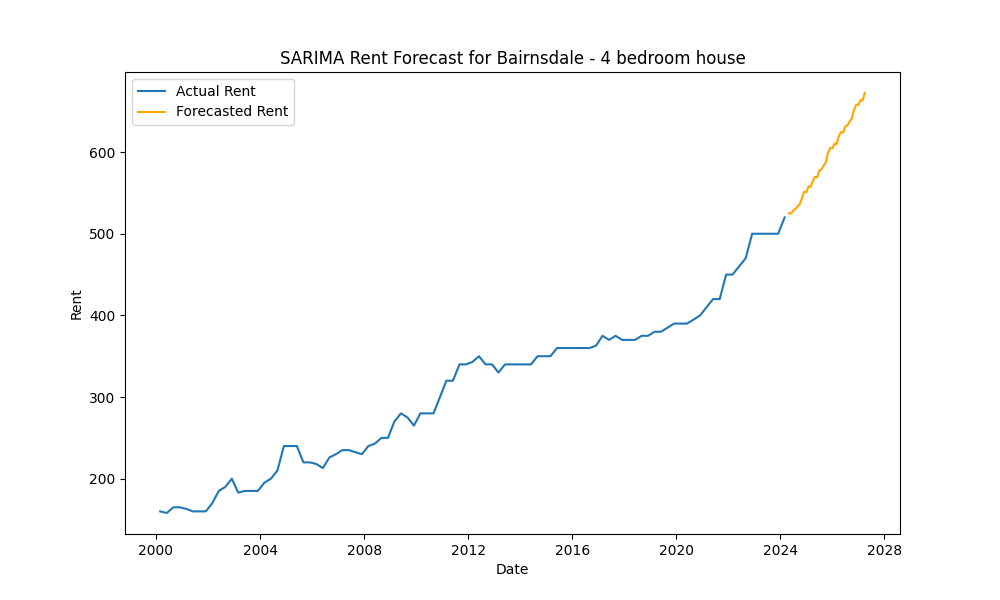 SARIMA Rent Forecast for Bairnsdale - 4 bedroom house
Actual Rent
Forecasted Rent
600
500
400
300
200
Rent
2000 2004 2008 2012 2016 2020 2024 2028
Date